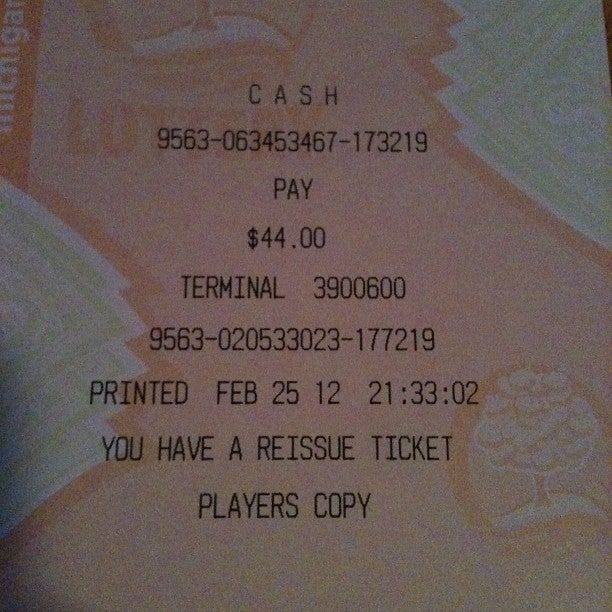 michigan
C A S H
9563-063453467-173219
PAY
$44.00
TERMINAL 3900600
9563-020533023-177219
PRINTED FEB 25 12 21:33:02
YOU HAVE A REISSUE TICKET
PLAYERS COPY